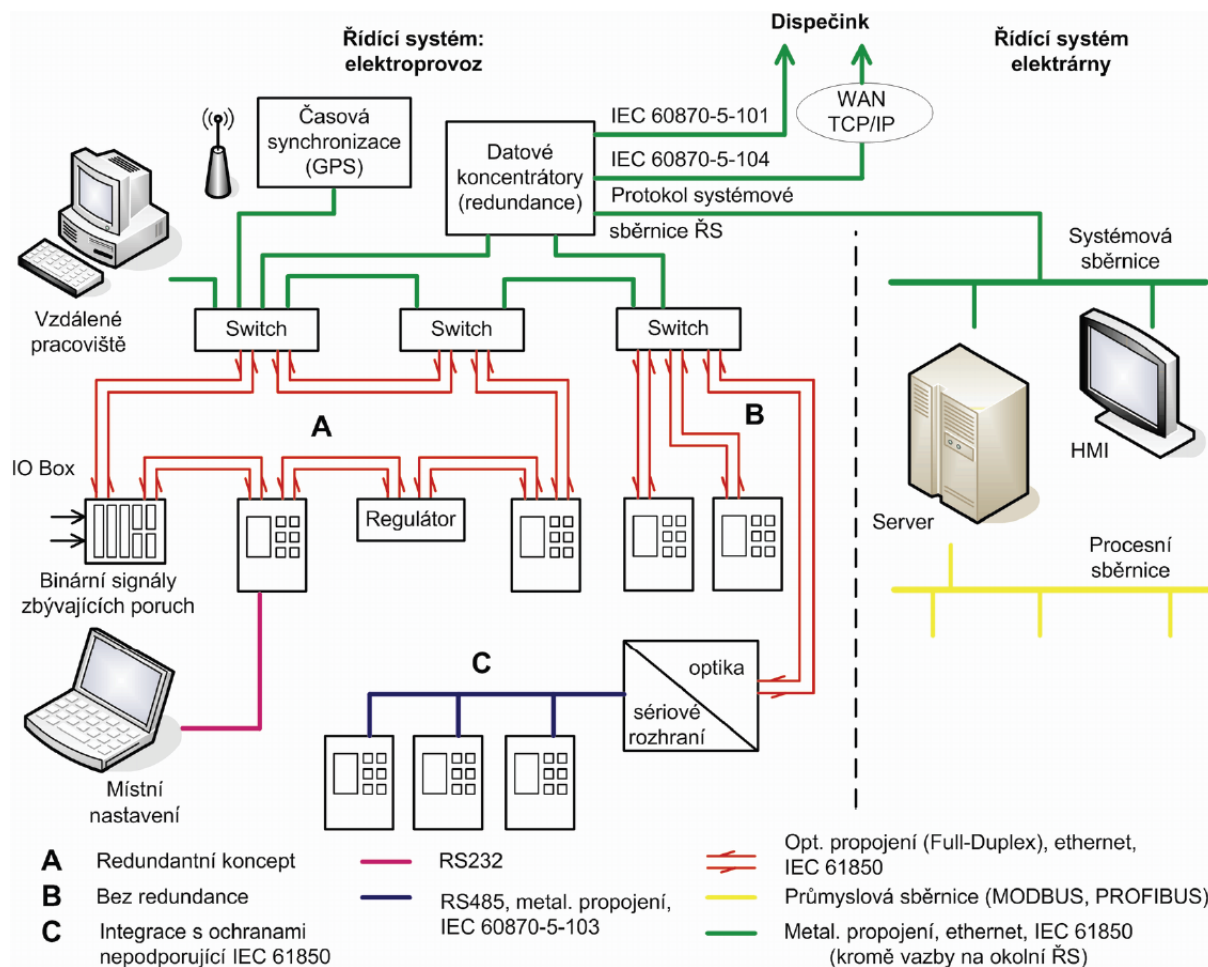 Řídící systém:
elektroprovoz
Dispečink
Řídící systém
elektrárny
Časová
synchronizace
(GPS)
Datové
koncentrátory
(redundance)
IEC 60870-5-101
IEC 60870-5-104
Protokol systémové
sběrnice ŘS
WAN
TCP/IP
Systémová
sběrnice
Vzdálené
pracoviště
Switch
Switch
Switch
A
B
HMI
IO Box
Regulátor
Server
Binární signály
zbývajících poruch
Procesní
sběrnice
C
optika
sériové
rozhraní
Místní
nastavení
A Redundantní koncept
B Bez redundance
C Integrace s ochranami
nepodporující IEC 61850
RS232
RS485, metal. propojení,
IEC 60870-5-103
Opt. propojení (Full-Duplex), ethernet,
IEC 61850
Průmyslová sběrnice (MODBUS, PROFIBUS)
Metal. propojení, ethernet, IEC 61850
(kromě vazby na okolní ŘS)